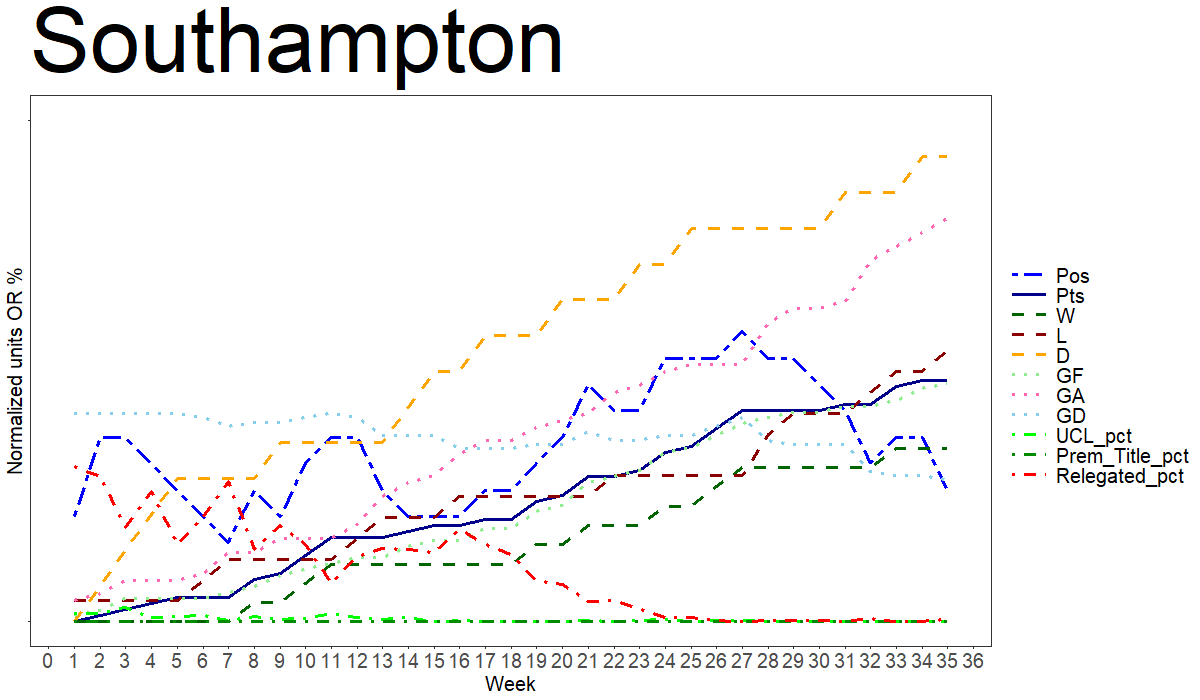 Southampton
Normalized units OR %
0 1 2 3 4 5 6 7 8 9 10 11 12 13 14 15 16 17 18 19 20 21 22 23 24 25 26 27 28 29 30 31 32 33 34 35 36
Week
Pos
Pts
W
L
D
GF
GA
GD
UCL_pct
Prem_Title_pct
Relegated_pct